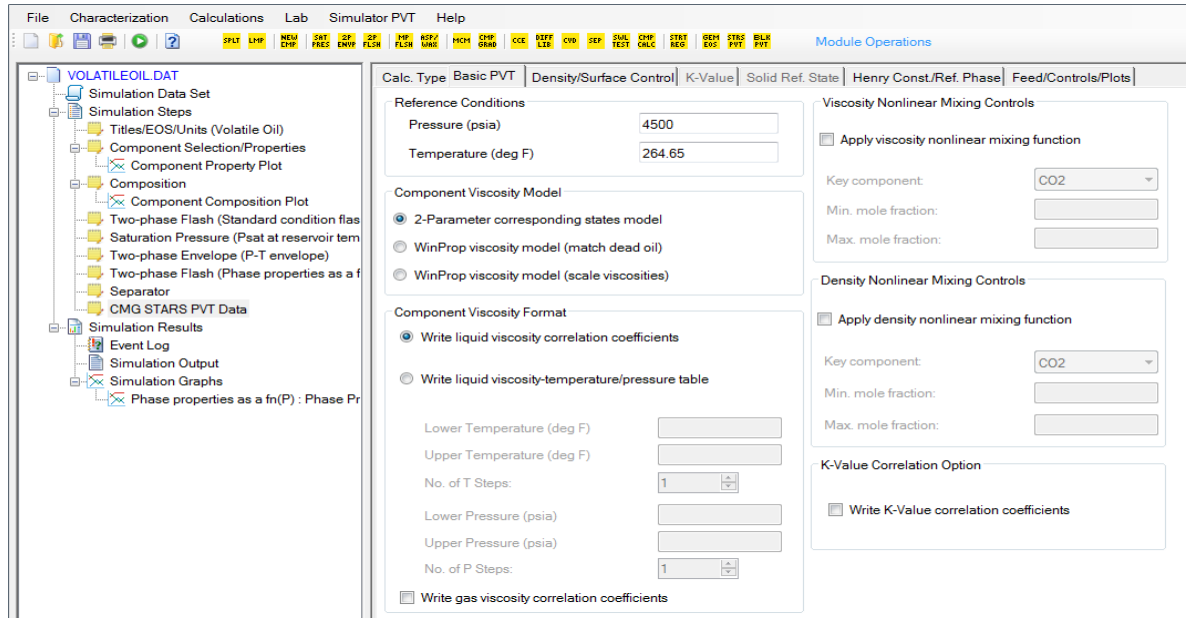 File Characterization Calculations Lab Simulator PVT Help
SPLT LMP NEW CMP SAT PRES 2P ENVP 2P FLSH MP FLSH ASP/ WAX MCM CMP GRAD CCE DIFF LIB CVD SEP SWL TEST CMP CALC STRT REG GEM EOS STRS PVT BLK PVT Module Operations
VOLATILEOIL.DAT
Simulation Data Set
Simulation Steps
Titles/EOS/Units (Volatile Oil)
Component Selection/Properties
Component Property Plot
Composition
Component Composition Plot
Two-phase Flash (Standard condition flas
Saturation Pressure (Psat at reservoir tem
Two-phase Envelope (P-T envelope)
Two-phase Flash (Phase properties as a f
Separator
CMG STARS PVT Data
Simulation Results
Event Log
Simulation Output
Simulation Graphs
Phase properties as a fn(P) : Phase Pr
Calc. Type Basic PVT Density/Surface Control K-Value Solid Ref. State Henry Const./Ref. Phase Feed/Controls/Plots
Reference Conditions
Pressure (psia) 4500
Temperature (deg F) 264.65
Component Viscosity Model
2-Parameter corresponding states model
WinProp viscosity model (match dead oil)
WinProp viscosity model (scale viscosities)
Component Viscosity Format
Write liquid viscosity correlation coefficients
Write liquid viscosity-temperature/pressure table
Lower Temperature (deg F)
Upper Temperature (deg F)
No. of T Steps: 1
Lower Pressure (psia)
Upper Pressure (psia)
No. of P Steps: 1
Write gas viscosity correlation coefficients
Viscosity Nonlinear Mixing Controls
Apply viscosity nonlinear mixing function
Key component: CO2
Min. mole fraction:
Max. mole fraction:
Density Nonlinear Mixing Controls
Apply density nonlinear mixing function
Key component: CO2
Min. mole fraction:
Max. mole fraction:
K-Value Correlation Option
Write K-Value correlation coefficients